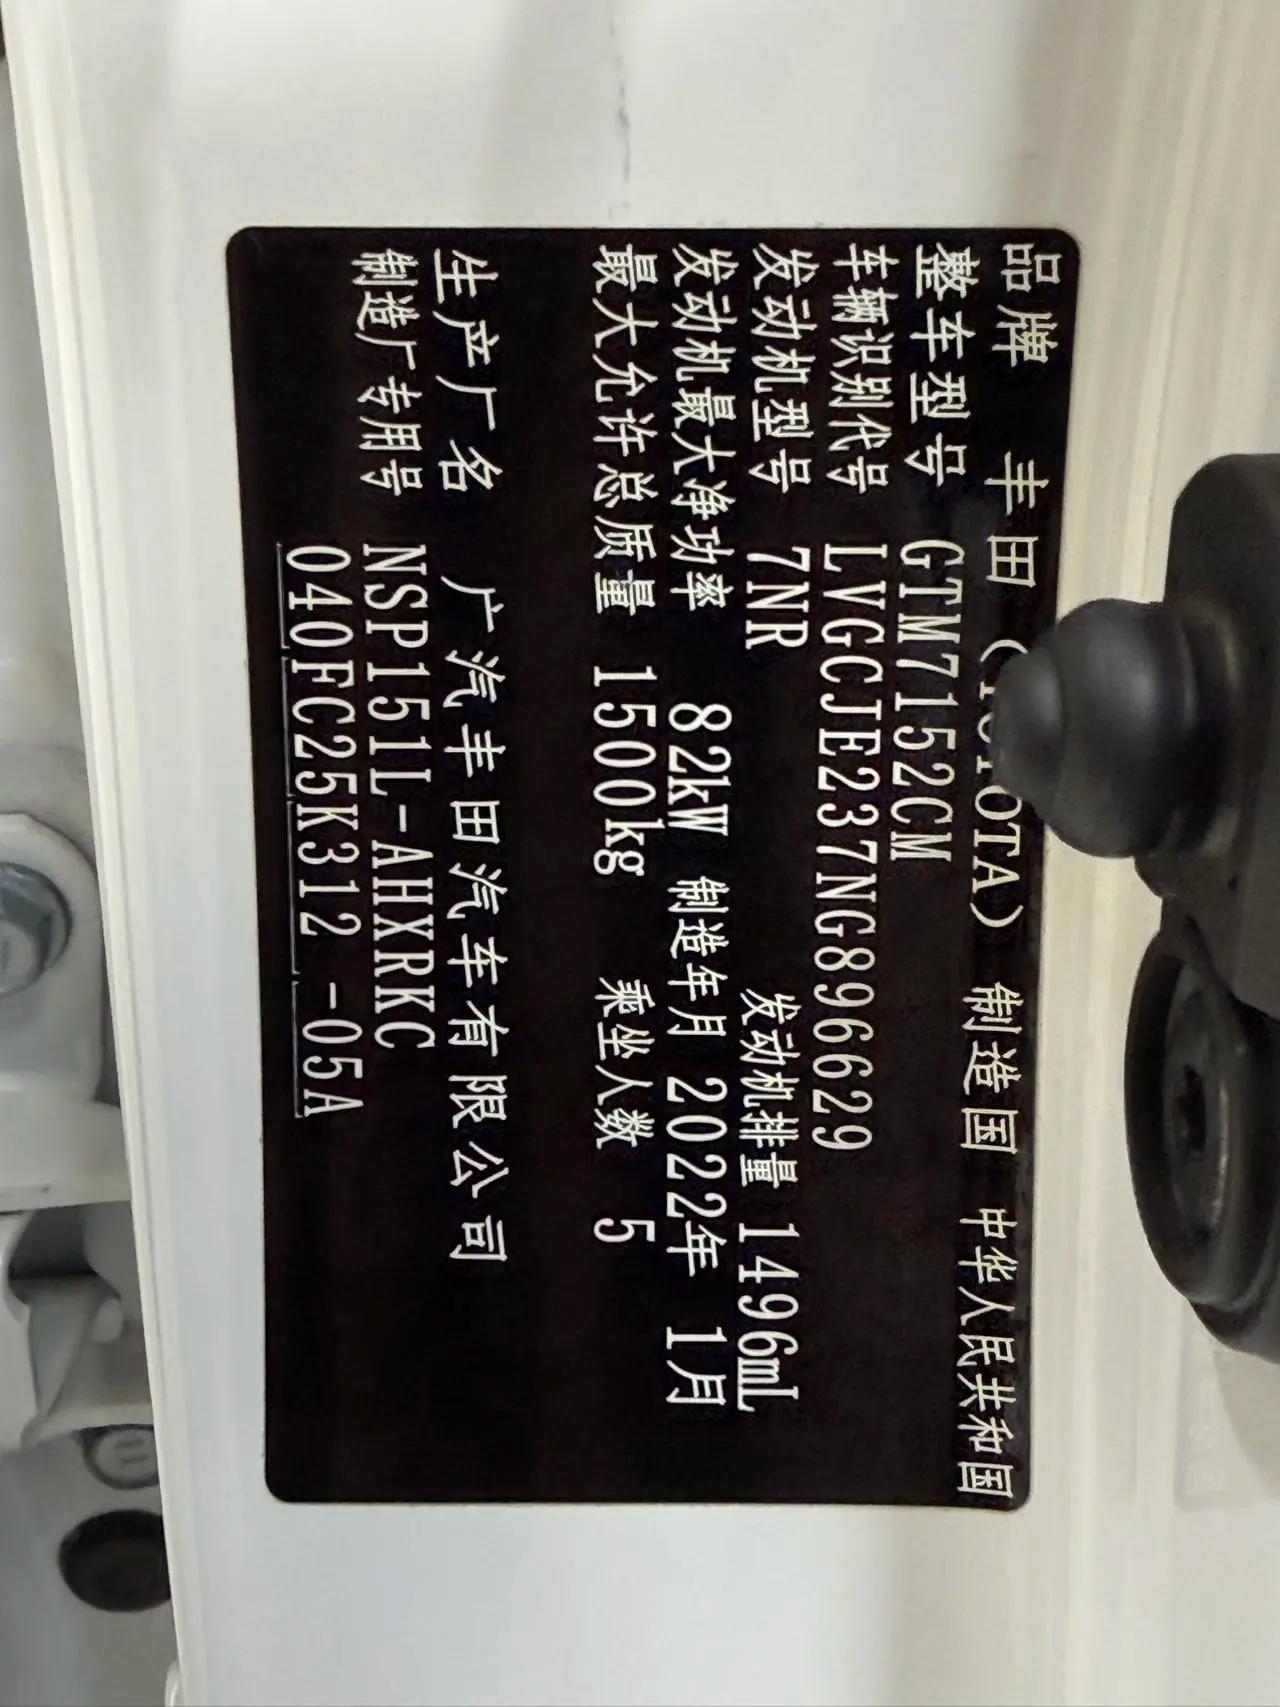 品牌 丰田 (TOYOTA) 制造国 中华人民共和国
整车型号 GTM7152CM
车辆识别代号 LVGCJE237NG896629
发动机型号 7NR 发动机排量 1496mL
发动机最大净功率 82kW 制造年月 2022年 1月
最大允许总质量 1500kg 乘坐人数 5
生产厂名 广汽丰田汽车有限公司
制造厂专用号 NSP151L-AHXRKC
040FC25K312 -05A